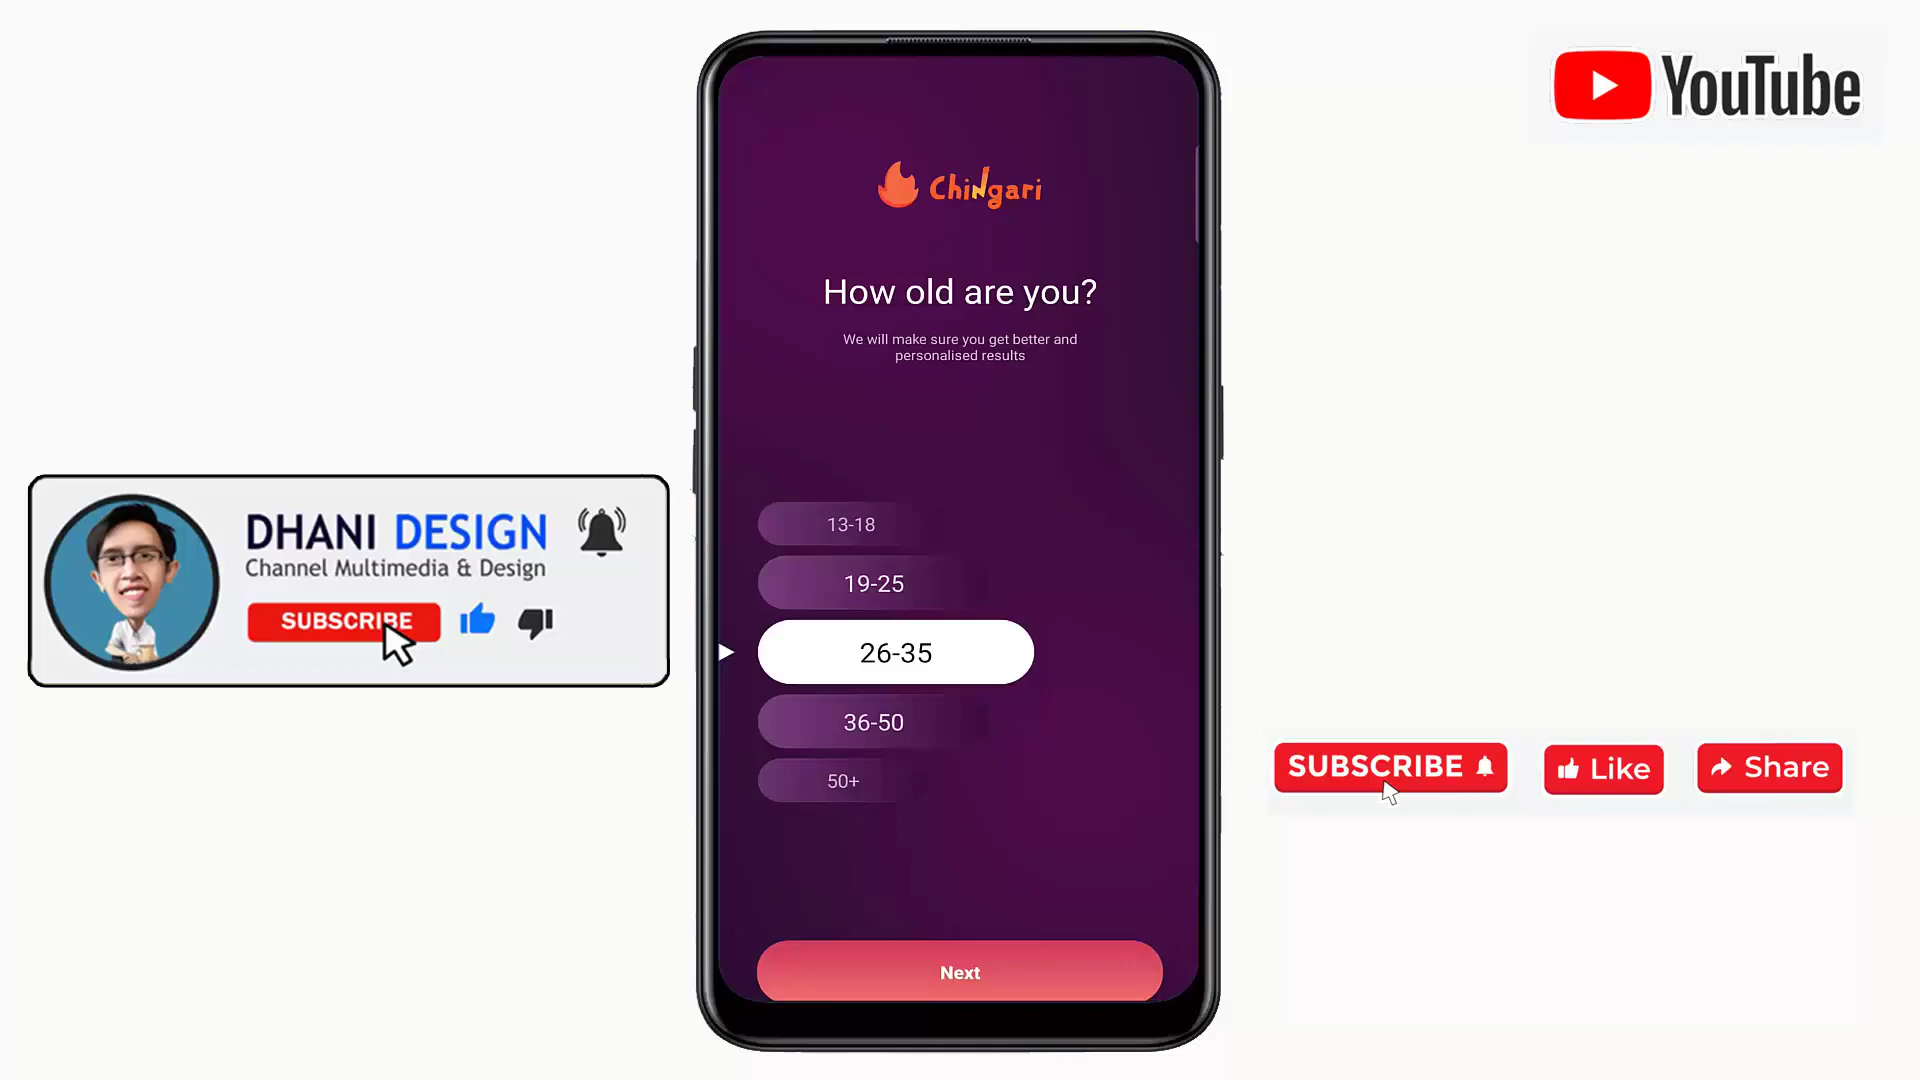 YouTube
Chingari
How old are you?
We will make sure you get better and
personalised results
13-18
19-25
26-35
36-50
50+
Next
DHANI DESIGN
Channel Multimedia & Design
SUBSCRIBE
SUBSCRIBE
Like
Share